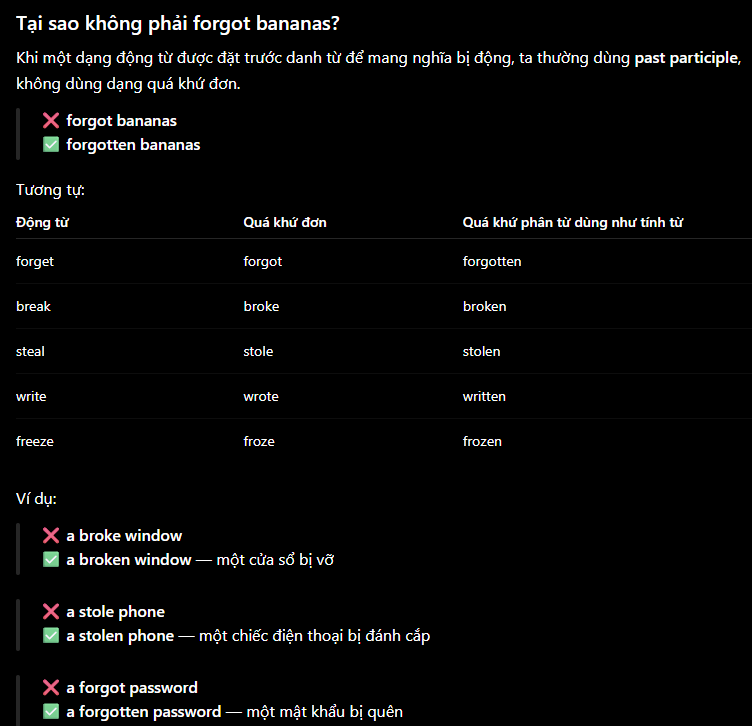 Tại sao không phải forgot bananas?
Khi một dạng động từ được đặt trước danh từ để mang nghĩa bị động, ta thường dùng past participle,
không dùng dạng quá khứ đơn.
❌ forgot bananas
✅ forgotten bananas
Tương tự:
Động từ Quá khứ đơn Quá khứ phân từ dùng như tính từ
forget forgot forgotten
break broke broken
steal stole stolen
write wrote written
freeze froze frozen
Ví dụ:
❌ a broke window
✅ a broken window — một cửa sổ bị vỡ
❌ a stole phone
✅ a stolen phone — một chiếc điện thoại bị đánh cắp
❌ a forgot password
✅ a forgotten password — một mật khẩu bị quên